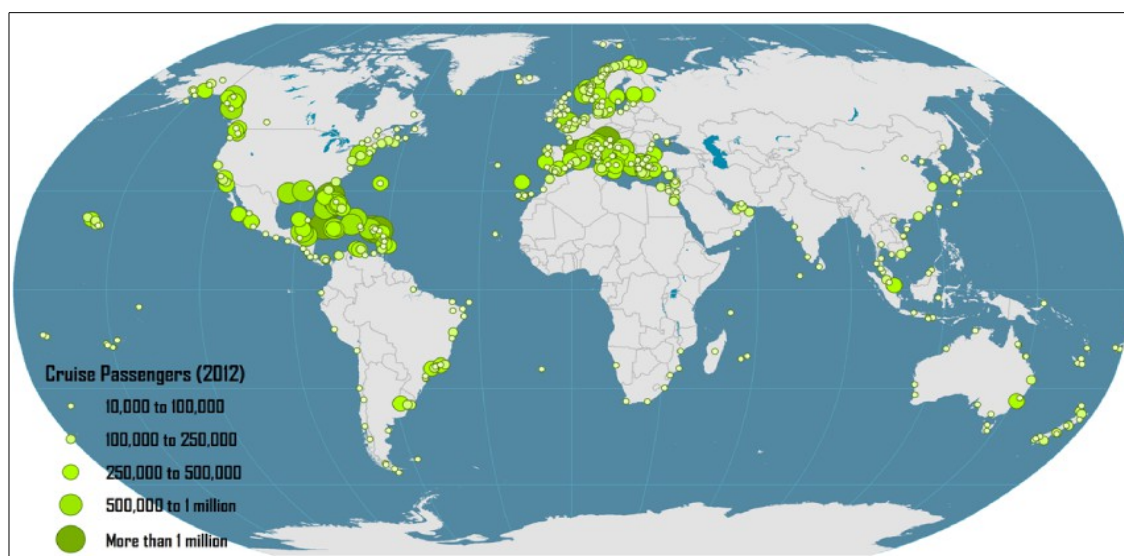 Cruise Passengers (2012)
10,000 to 100,000
100,000 to 250,000
250,000 to 500,000
500,000 to 1 million
More than 1 million